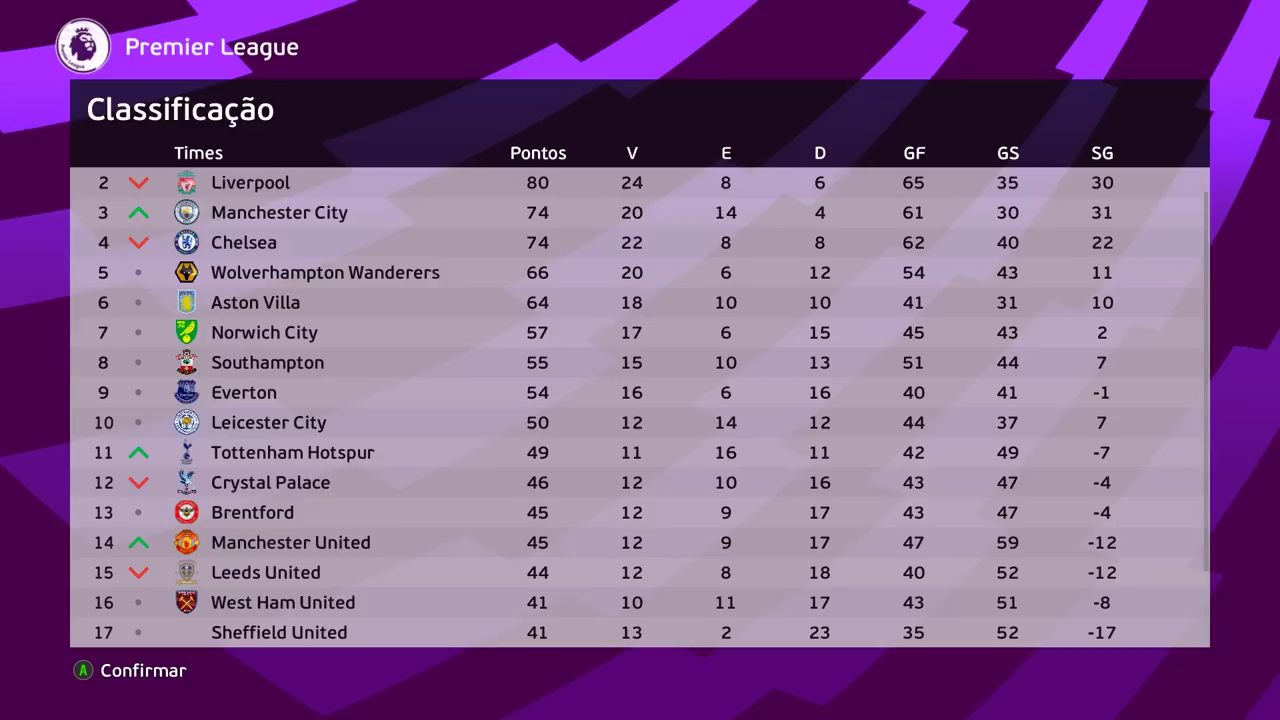 Premier League
Classificação
Times Pontos V E D GF GS SG
2 Liverpool 80 24 8 6 65 35 30
3 Manchester City 74 20 14 4 61 30 31
4 Chelsea 74 22 8 8 62 40 22
5 Wolverhampton Wanderers 66 20 6 12 54 43 11
6 Aston Villa 64 18 10 10 41 31 10
7 Norwich City 57 17 6 15 45 43 2
8 Southampton 55 15 10 13 51 44 7
9 Everton 54 16 6 16 40 41 -1
10 Leicester City 50 12 14 12 44 37 7
11 Tottenham Hotspur 49 11 16 11 42 49 -7
12 Crystal Palace 46 12 10 16 43 47 -4
13 Brentford 45 12 9 17 43 47 -4
14 Manchester United 45 12 9 17 47 59 -12
15 Leeds United 44 12 8 18 40 52 -12
16 West Ham United 41 10 11 17 43 51 -8
17 Sheffield United 41 13 2 23 35 52 -17
A Confirmar